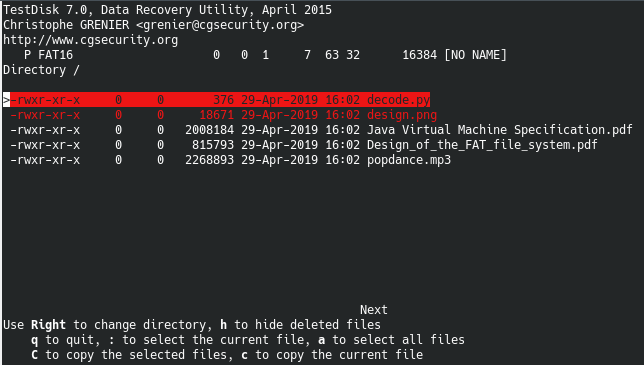 TestDisk 7.0, Data Recovery Utility, April 2015
Christophe GRENIER <grenier@cgsecurity.org>
http://www.cgsecurity.org
   P FAT16                    0   0  1     7  63 32      16384 [NO NAME]
Directory /
>-rwxr-xr-x     0     0       376 29-Apr-2019 16:02 decode.py
 -rwxr-xr-x     0     0     18671 29-Apr-2019 16:02 design.png
 -rwxr-xr-x     0     0   2008184 29-Apr-2019 16:02 Java Virtual Machine Specification.pdf
 -rwxr-xr-x     0     0    815793 29-Apr-2019 16:02 Design_of_the_FAT_file_system.pdf
 -rwxr-xr-x     0     0   2268893 29-Apr-2019 16:02 popdance.mp3
                                                   Next
Use Right to change directory, h to hide deleted files
    q to quit, : to select the current file, a to select all files
    C to copy the selected files, c to copy the current file